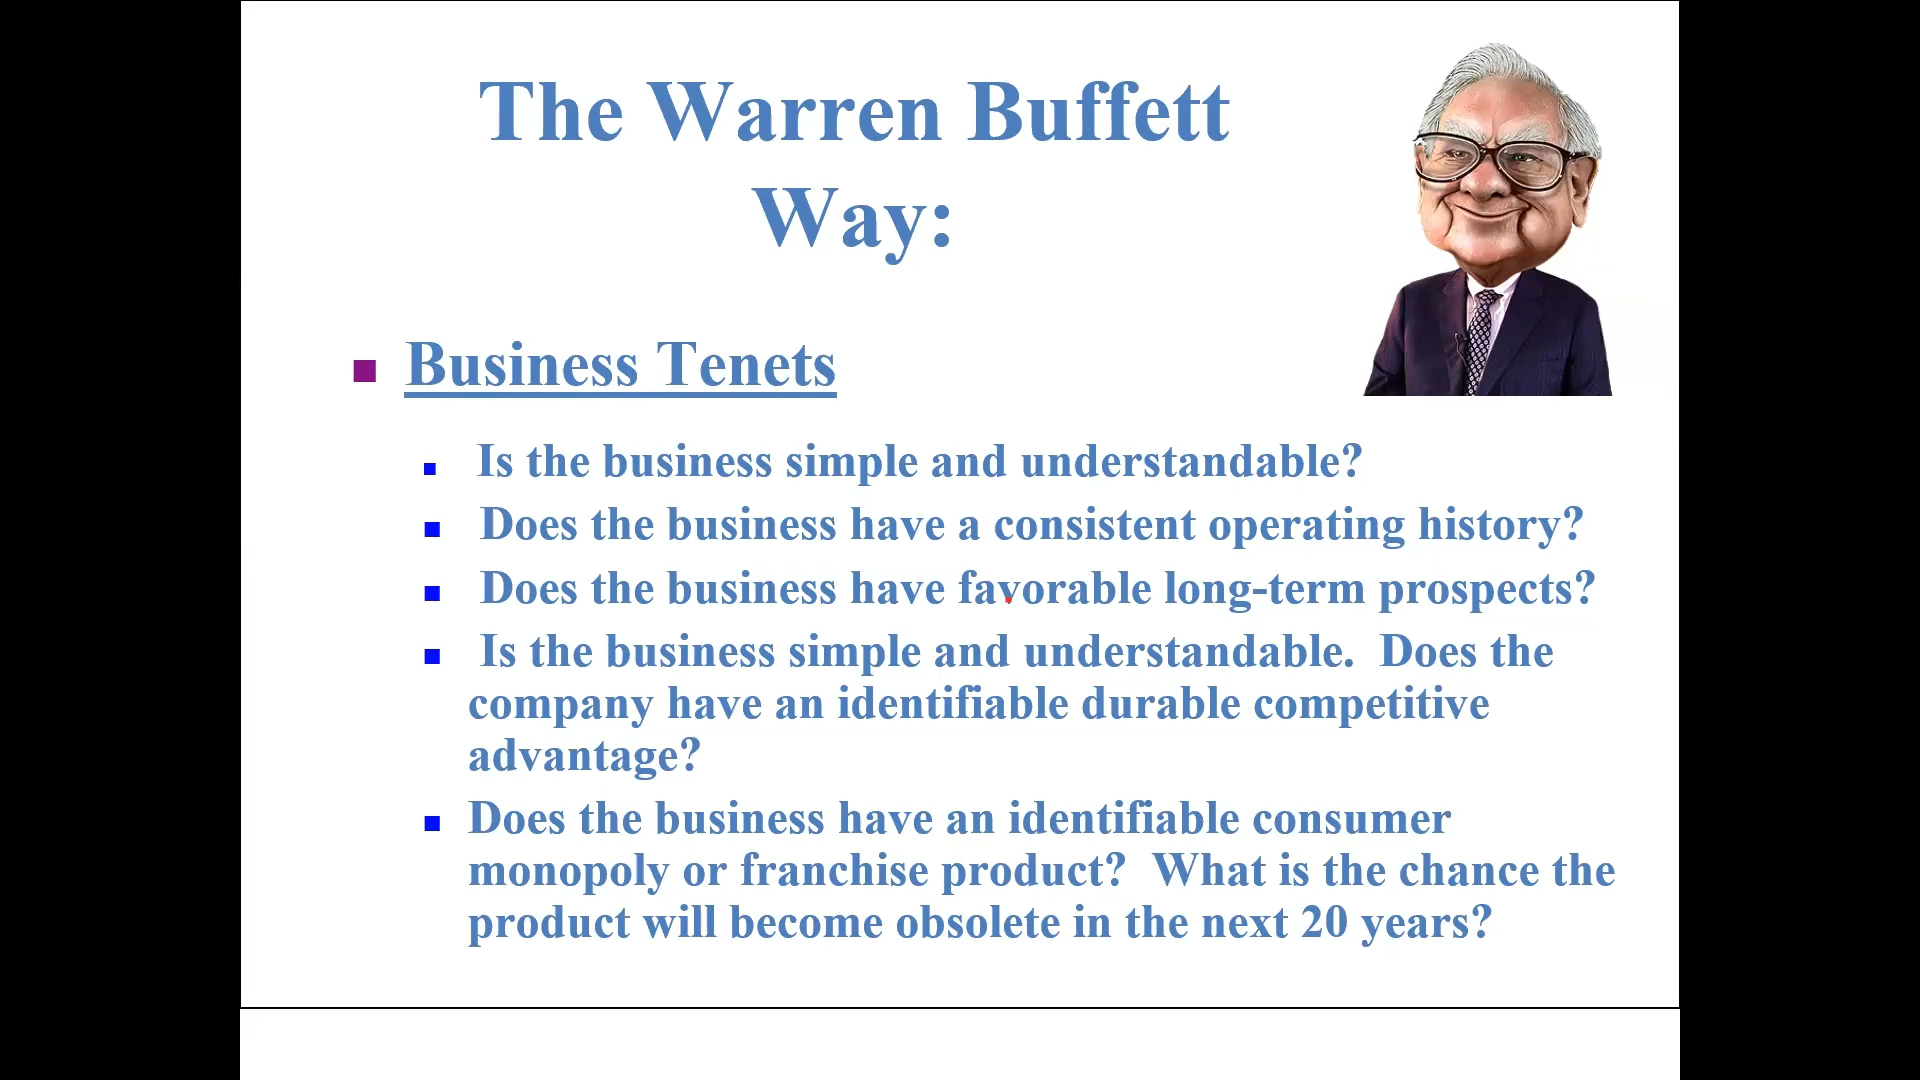 The Warren Buffett
Way:
Business Tenets
Is the business simple and understandable?
Does the business have a consistent operating history?
Does the business have favorable long-term prospects?
Is the business simple and understandable.  Does the
company have an identifiable durable competitive
advantage?
Does the business have an identifiable consumer
monopoly or franchise product?  What is the chance the
product will become obsolete in the next 20 years?